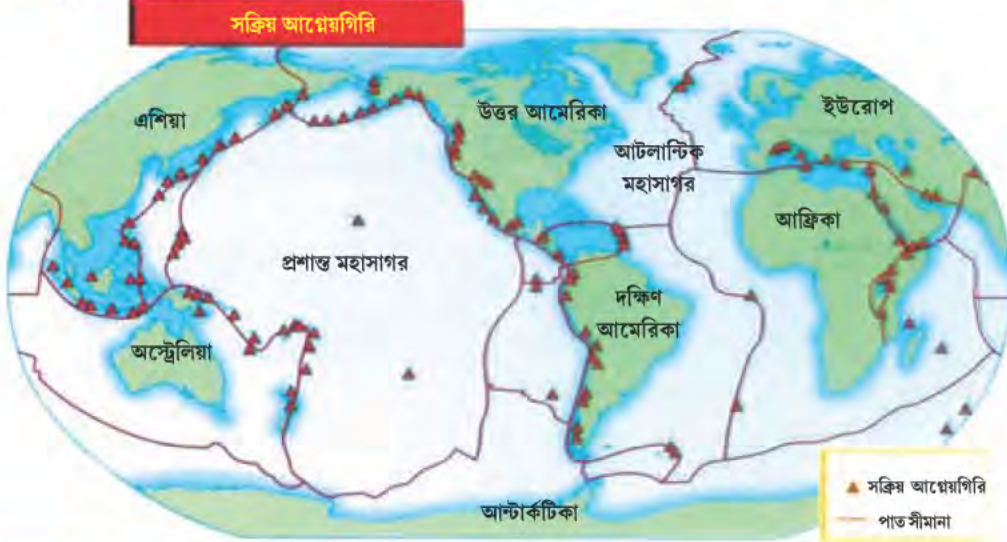 সক্রিয় আগ্নেয়গিরি
এশিয়া
উত্তর আমেরিকা
ইউরোপ
আটলান্টিক
মহাসাগর
আফ্রিকা
প্রশান্ত মহাসাগর
দক্ষিণ
আমেরিকা
অস্ট্রেলিয়া
সক্রিয় আগ্নেয়গিরি
পাত সীমানা
আন্টার্কটিকা